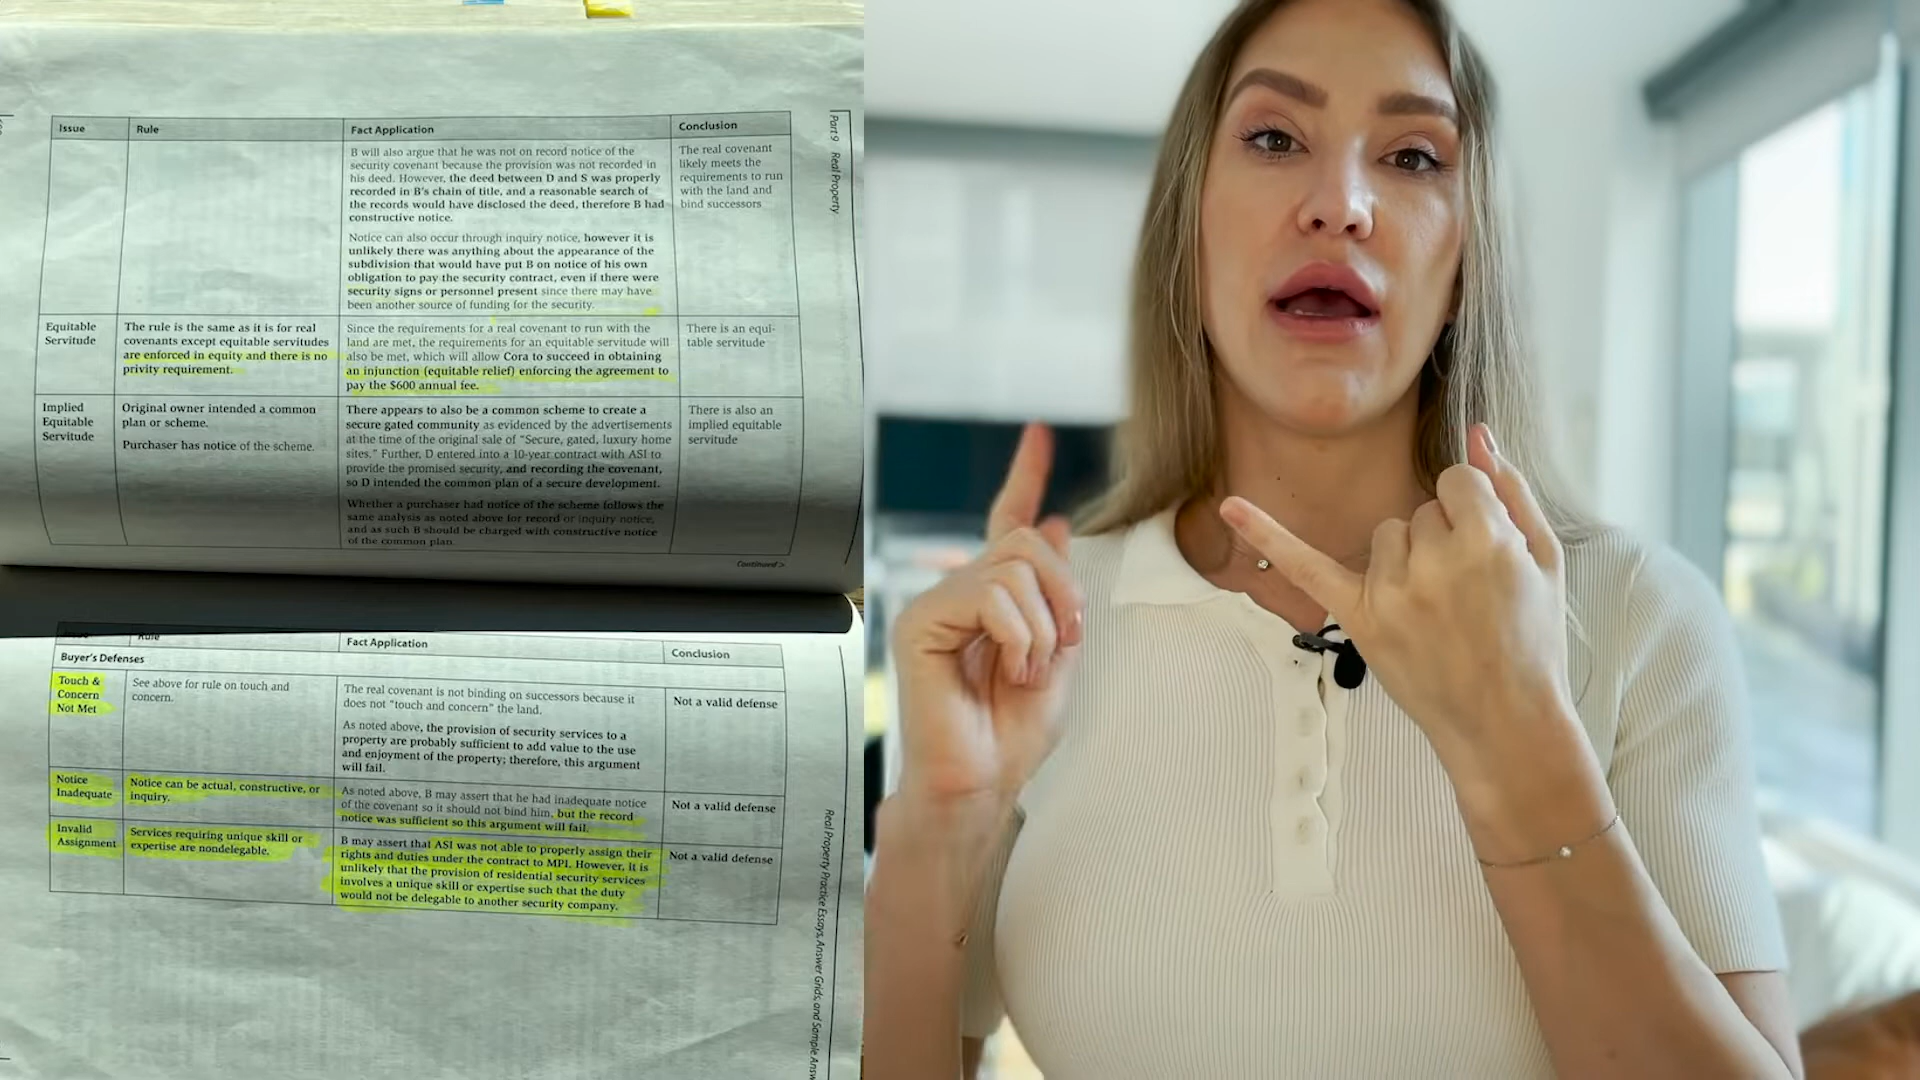 Issue
Rule
Fact Application
Conclusion
B will also argue that he was not on record notice of the
security covenant because the provision was not recorded in
his deed. However, the deed between D and S was properly
recorded in B's chain of title, and a reasonable search of
the records would have disclosed the deed, therefore B had
constructive notice.
Notice can also occur through inquiry notice, however it is
unlikely there was anything about the appearance of the
subdivision that would have put B on notice of his own
obligation to pay the security contract, even if there were
security signs or personnel present since there may have
been another source of funding for the security.
The real covenant
likely meets the
requirements to run
with the land and
bind successors
Equitable
Servitude
The rule is the same as it is for real
covenants except equitable servitudes
are enforced in equity and there is no
privity requirement.
Since the requirements for a real covenant to run with the
land are met, the requirements for an equitable servitude will
also be met, which will allow Cora to succeed in obtaining
an injunction (equitable relief) enforcing the agreement to
pay the $600 annual fee.
There is an equi-
table servitude
Implied
Equitable
Servitude
Original owner intended a common
plan or scheme.
Purchaser has notice of the scheme.
There appears to also be a common scheme to create a
secure gated community as evidenced by the advertisements
at the time of the original sale of "Secure, gated, luxury home
sites." Further, D entered into a 10-year contract with ASI to
provide the promised security, and recording the covenant,
so D intended the common plan of a secure development.
Whether a purchaser had notice of the scheme follows the
same analysis as noted above for record or inquiry notice,
and as such B should be charged with constructive notice
of the common plan.
There is also an
implied equitable
servitude
Continued >
Part 9 Real Property
Rule
Fact Application
Conclusion
Buyer's Defenses
Touch &
Concern
Not Met
See above for rule on touch and
concern.
The real covenant is not binding on successors because it
does not "touch and concern" the land.
As noted above, the provision of security services to a
property are probably sufficient to add value to the use
and enjoyment of the property; therefore, this argument
will fail.
Not a valid defense
Notice
Inadequate
Notice can be actual, constructive, or
inquiry.
As noted above, B may assert that he had inadequate notice
of the covenant so it should not bind him, but the record
notice was sufficient so this argument will fail.
Not a valid defense
Invalid
Assignment
Services requiring unique skill or
expertise are nondelegable.
B may assert that ASI was not able to properly assign their
rights and duties under the contract to MPI. However, it is
unlikely that the provision of residential security services
involves a unique skill or expertise such that the duty
would not be delegable to another security company.
Not a valid defense
Real Property Practice Essays, Answer Grids, and Sample Answ